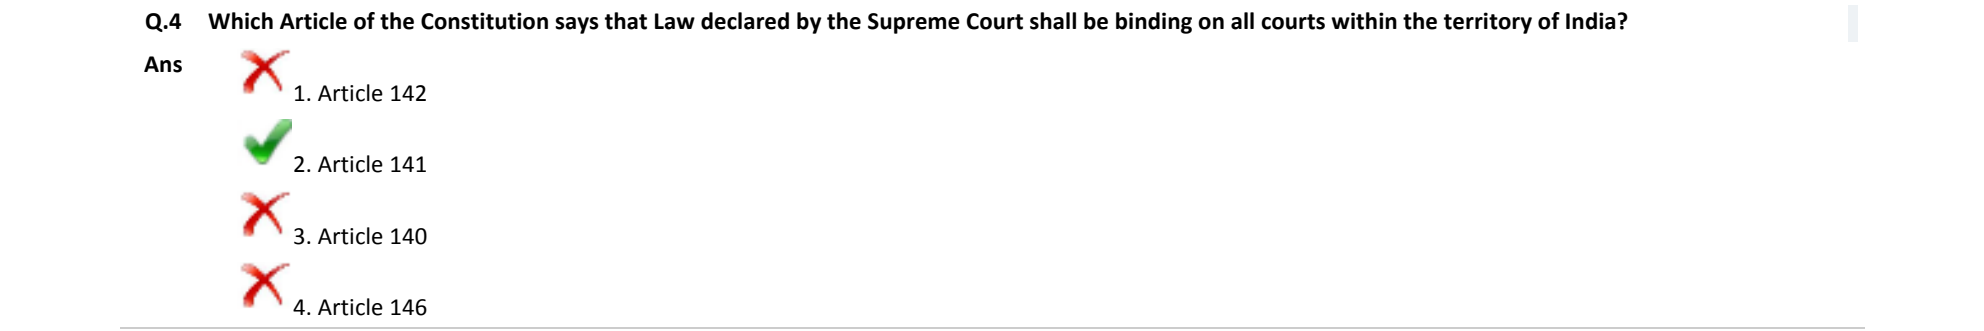 Q.4 Which Article of the Constitution says that Law declared by the Supreme Court shall be binding on all courts within the territory of India?
Ans
1. Article 142
2. Article 141
3. Article 140
4. Article 146